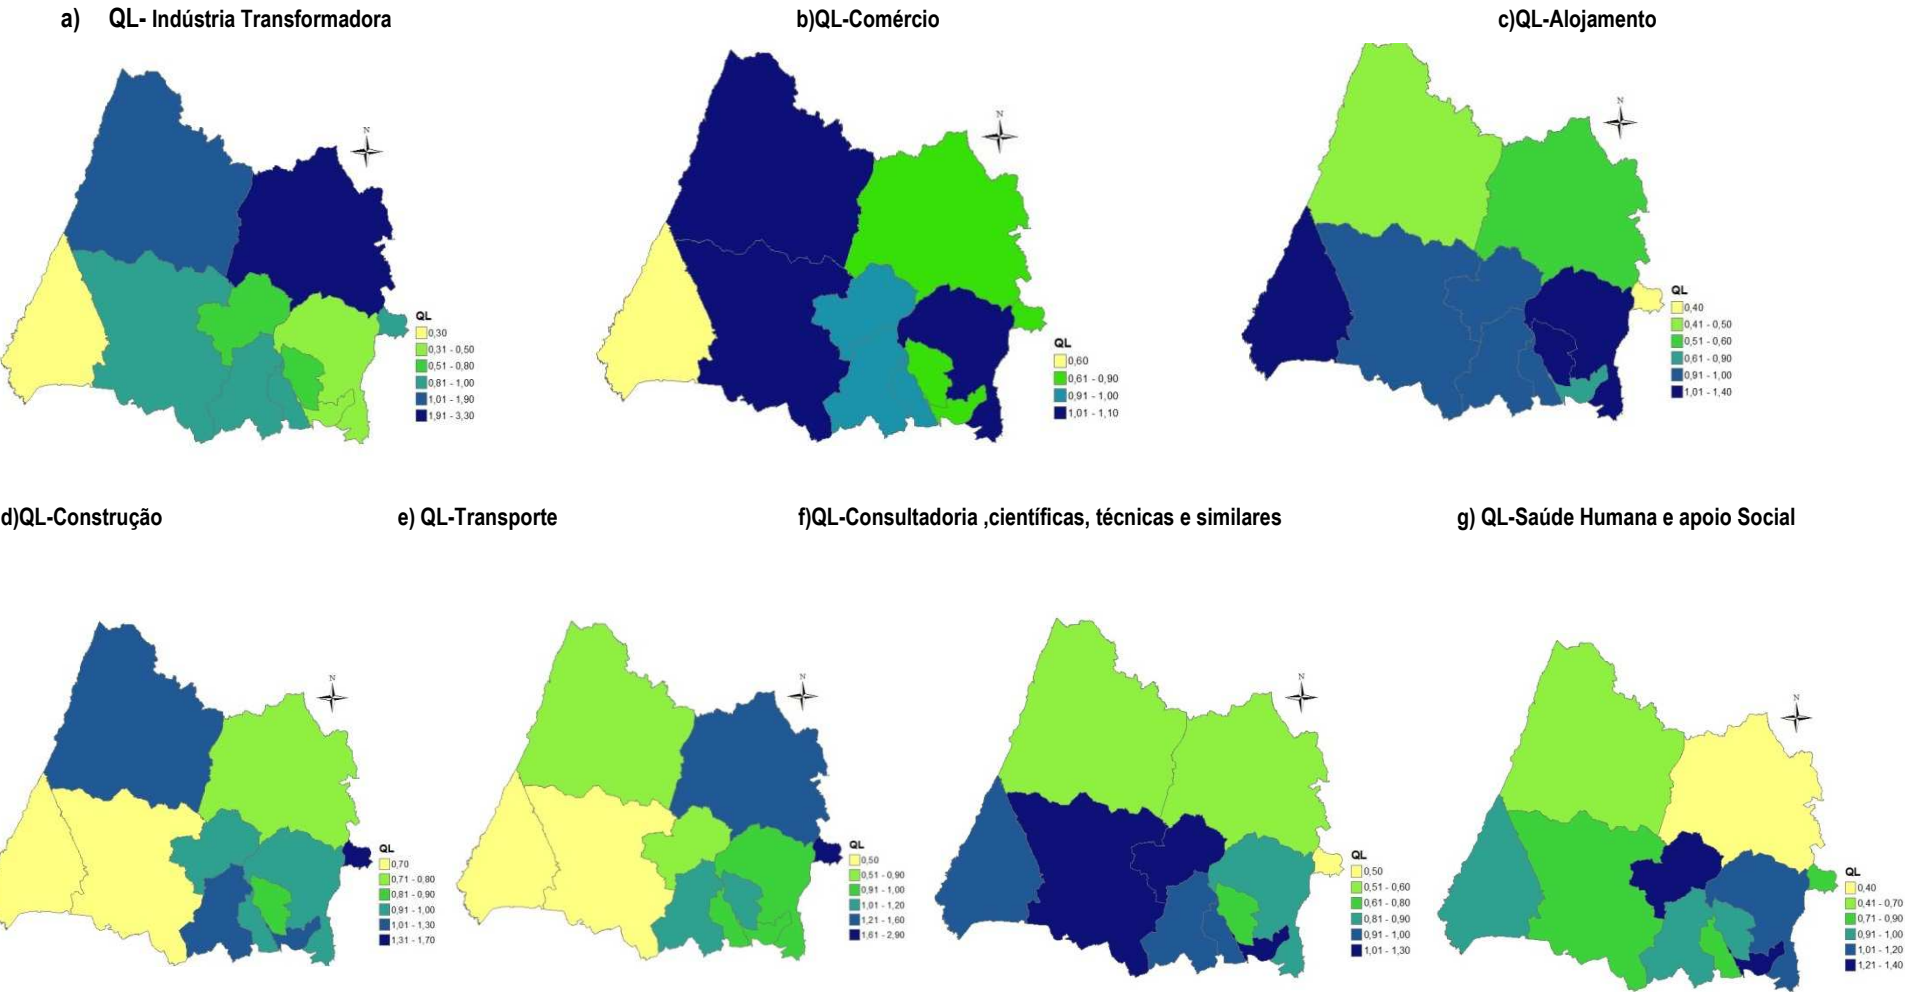 a) QL- Indústria Transformadora
b)QL-Comércio
c)QL-Alojamento
N
QL
0,30
0,31 - 0,50
0,51 - 0,80
0,81 - 1,00
1,01 - 1,90
1,91 - 3,30
N
QL
0,60
0,61 - 0,90
0,91 - 1,00
1,01 - 1,10
N
QL
0,40
0,41 - 0,50
0,51 - 0,60
0,61 - 0,90
0,91 - 1,00
1,01 - 1,40
d)QL-Construção
e) QL-Transporte
f)QL-Consultadoria ,científicas, técnicas e similares
g) QL-Saúde Humana e apoio Social
N
QL
0,70
0,71 - 0,80
0,81 - 0,90
0,91 - 1,00
1,01 - 1,30
1,31 - 1,70
N
QL
0,50
0,51 - 0,90
0,91 - 1,00
1,01 - 1,20
1,21 - 1,60
1,61 - 2,90
N
QL
0,50
0,51 - 0,60
0,61 - 0,80
0,81 - 0,90
0,91 - 1,00
1,01 - 1,30
N
QL
0,40
0,41 - 0,70
0,71 - 0,90
0,91 - 1,00
1,01 - 1,20
1,21 - 1,40